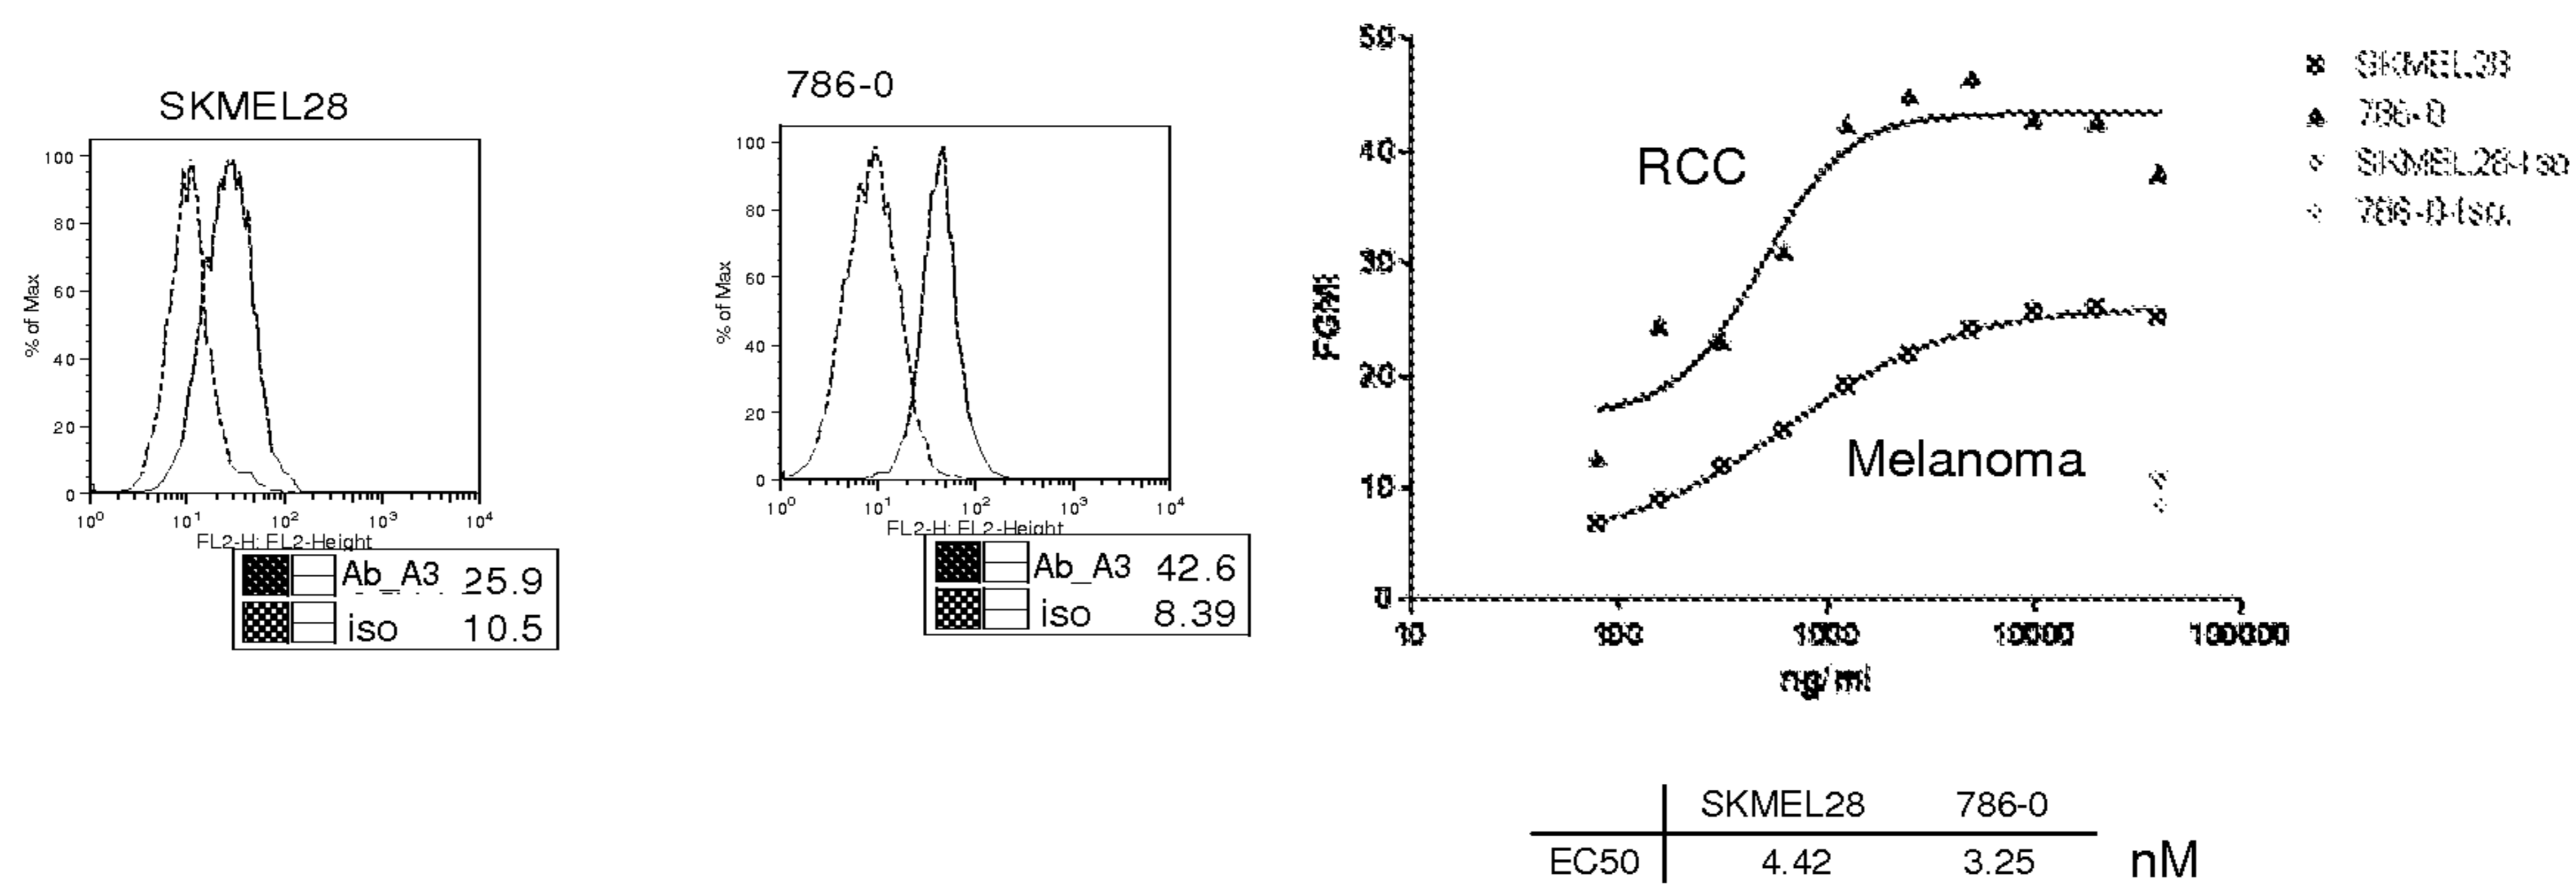 SKMEL28
100
80
60
40
20
0
% of Max
10⁰ 10¹ 10² 10³ 10⁴
FL2-H: FL2-Height
Ab_A3 25.9
iso 10.5
786-0
100
80
60
40
20
0
% of Max
10⁰ 10¹ 10² 10³ 10⁴
FL2-H: FL2-Height
Ab_A3 42.6
iso 8.39
50
40
30
20
10
0
FGMI
RCC
Melanoma
10 100 1000 10000 100000
ng/ml
SKMEL28
786-0
SKMEL28-Iso
786-0-Iso.
SKMEL28 786-0
EC50 4.42 3.25 nM